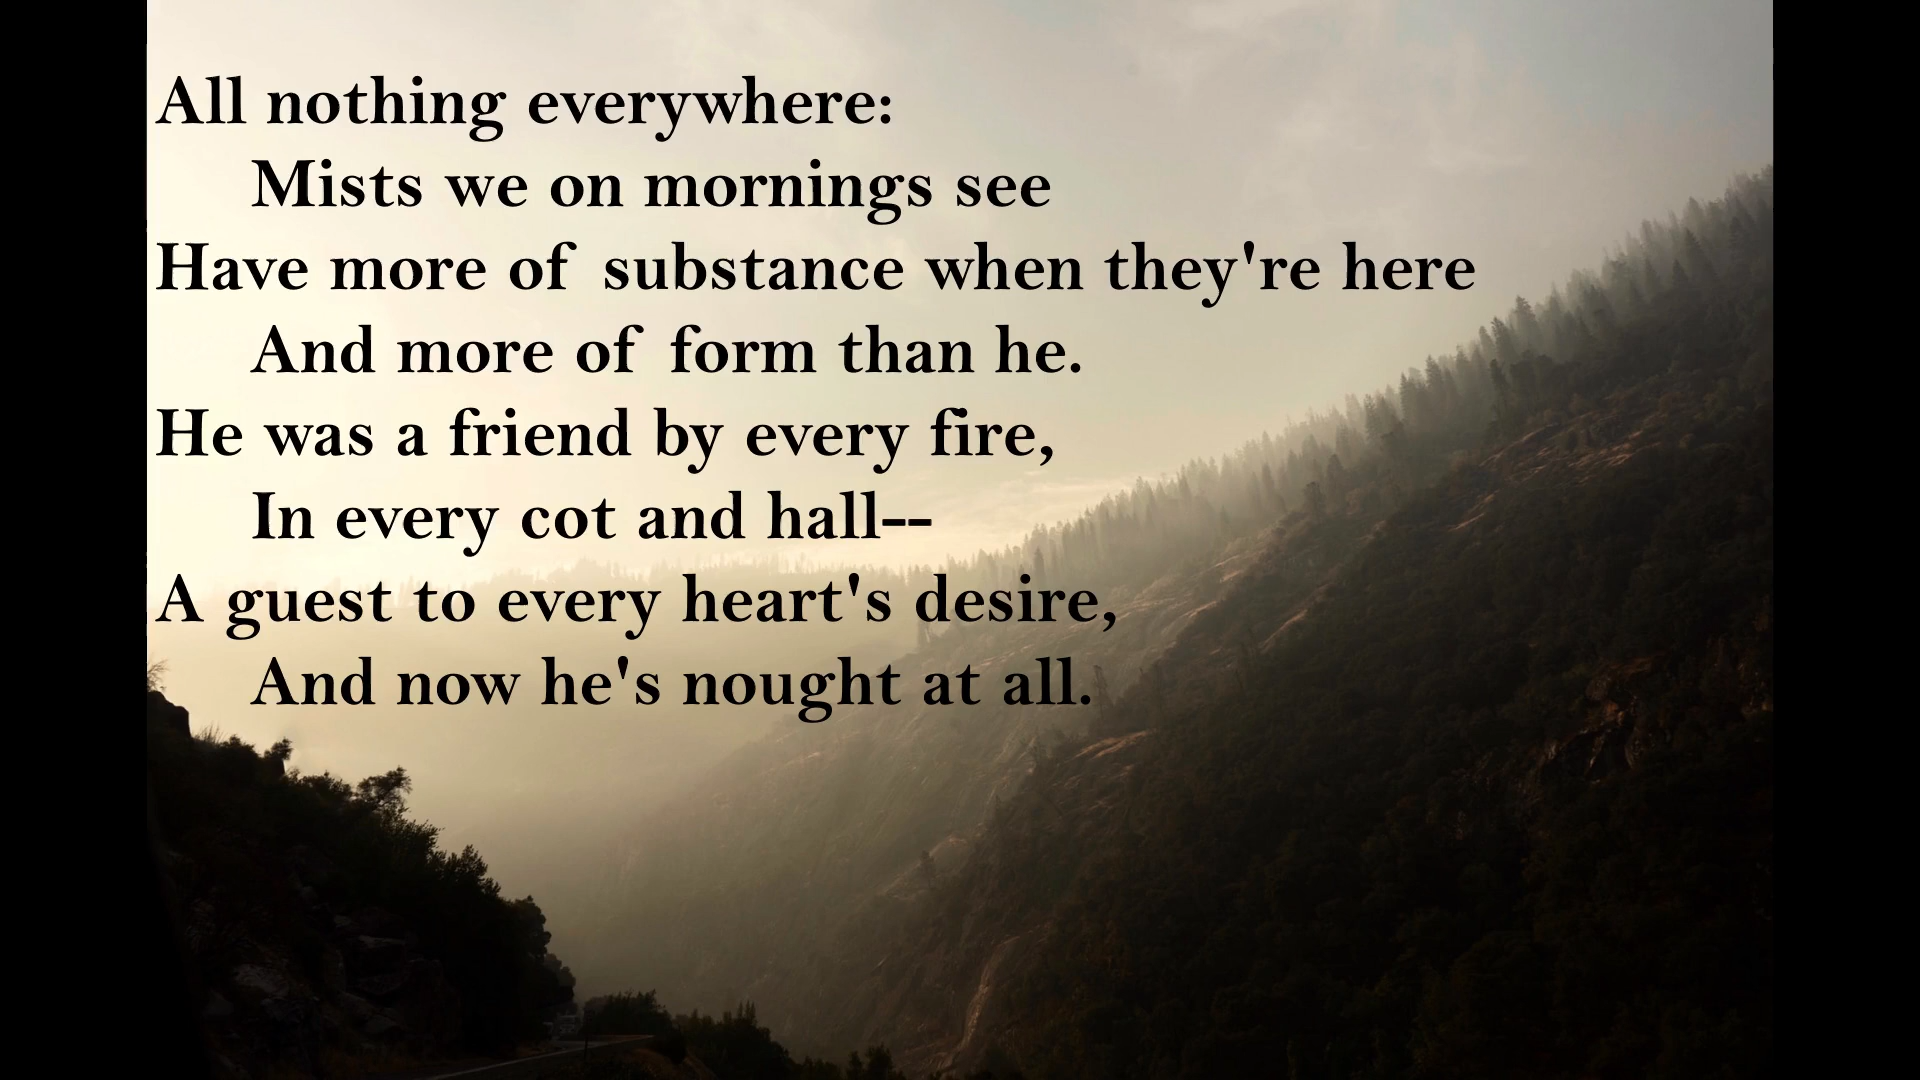 All nothing everywhere:
Mists we on mornings see
Have more of substance when they're here
And more of form than he.
He was a friend by every fire,
In every cot and hall--
A guest to every heart's desire,
And now he's nought at all.